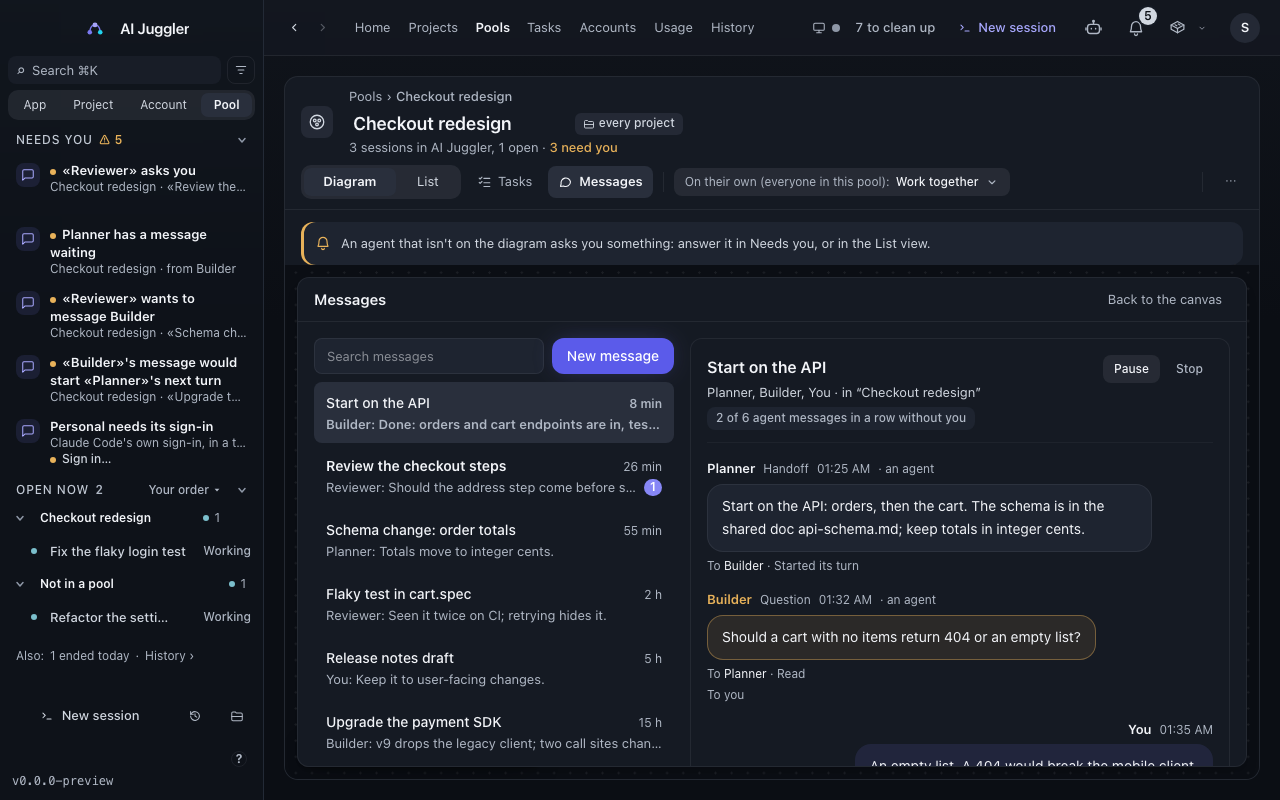 AI Juggler
Search ⌘K
App Project Account Pool
NEEDS YOU 5
«Reviewer» asks you
Checkout redesign · «Review the…
Planner has a message
waiting
Checkout redesign · from Builder
«Reviewer» wants to
message Builder
Checkout redesign · «Schema ch…
«Builder»'s message would
start «Planner»'s next turn
Checkout redesign · «Upgrade t…
Personal needs its sign-in
Claude Code's own sign-in, in a t…
Sign in…
OPEN NOW 2 Your order
Checkout redesign 1
Fix the flaky login test Working
Not in a pool 1
Refactor the setti… Working
Also: 1 ended today · History ›
New session
?
v0.0.0-preview
Home Projects Pools Tasks Accounts Usage History 7 to clean up New session 5 S
Pools › Checkout redesign
Checkout redesign every project
3 sessions in AI Juggler, 1 open · 3 need you
Diagram List Tasks Messages On their own (everyone in this pool): Work together ···
An agent that isn't on the diagram asks you something: answer it in Needs you, or in the List view.
Messages Back to the canvas
Search messages New message
Start on the API 8 min
Builder: Done: orders and cart endpoints are in, tes…
Review the checkout steps 26 min
Reviewer: Should the address step come before s… 1
Schema change: order totals 55 min
Planner: Totals move to integer cents.
Flaky test in cart.spec 2 h
Reviewer: Seen it twice on CI; retrying hides it.
Release notes draft 5 h
You: Keep it to user-facing changes.
Upgrade the payment SDK 15 h
Builder: v9 drops the legacy client; two call sites chan…
Start on the API Pause Stop
Planner, Builder, You · in “Checkout redesign”
2 of 6 agent messages in a row without you
Planner Handoff 01:25 AM · an agent
Start on the API: orders, then the cart. The schema is in the
shared doc api-schema.md; keep totals in integer cents.
To Builder · Started its turn
Builder Question 01:32 AM · an agent
Should a cart with no items return 404 or an empty list?
To Planner · Read
To you
You 01:35 AM
An empty list. A 404 would break the mobile client.